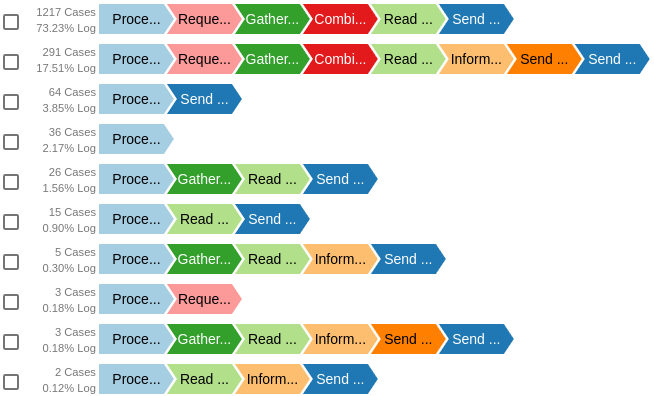 1217 Cases
73.23% Log
Proce... Reque... Gather... Combi... Read ... Send ...
291 Cases
17.51% Log
Proce... Reque... Gather... Combi... Read ... Inform... Send ... Send ...
64 Cases
3.85% Log
Proce... Send ...
36 Cases
2.17% Log
Proce...
26 Cases
1.56% Log
Proce... Gather... Read ... Send ...
15 Cases
0.90% Log
Proce... Read ... Send ...
5 Cases
0.30% Log
Proce... Gather... Read ... Inform... Send ...
3 Cases
0.18% Log
Proce... Reque...
3 Cases
0.18% Log
Proce... Gather... Read ... Inform... Send ... Send ...
2 Cases
0.12% Log
Proce... Read ... Inform... Send ...